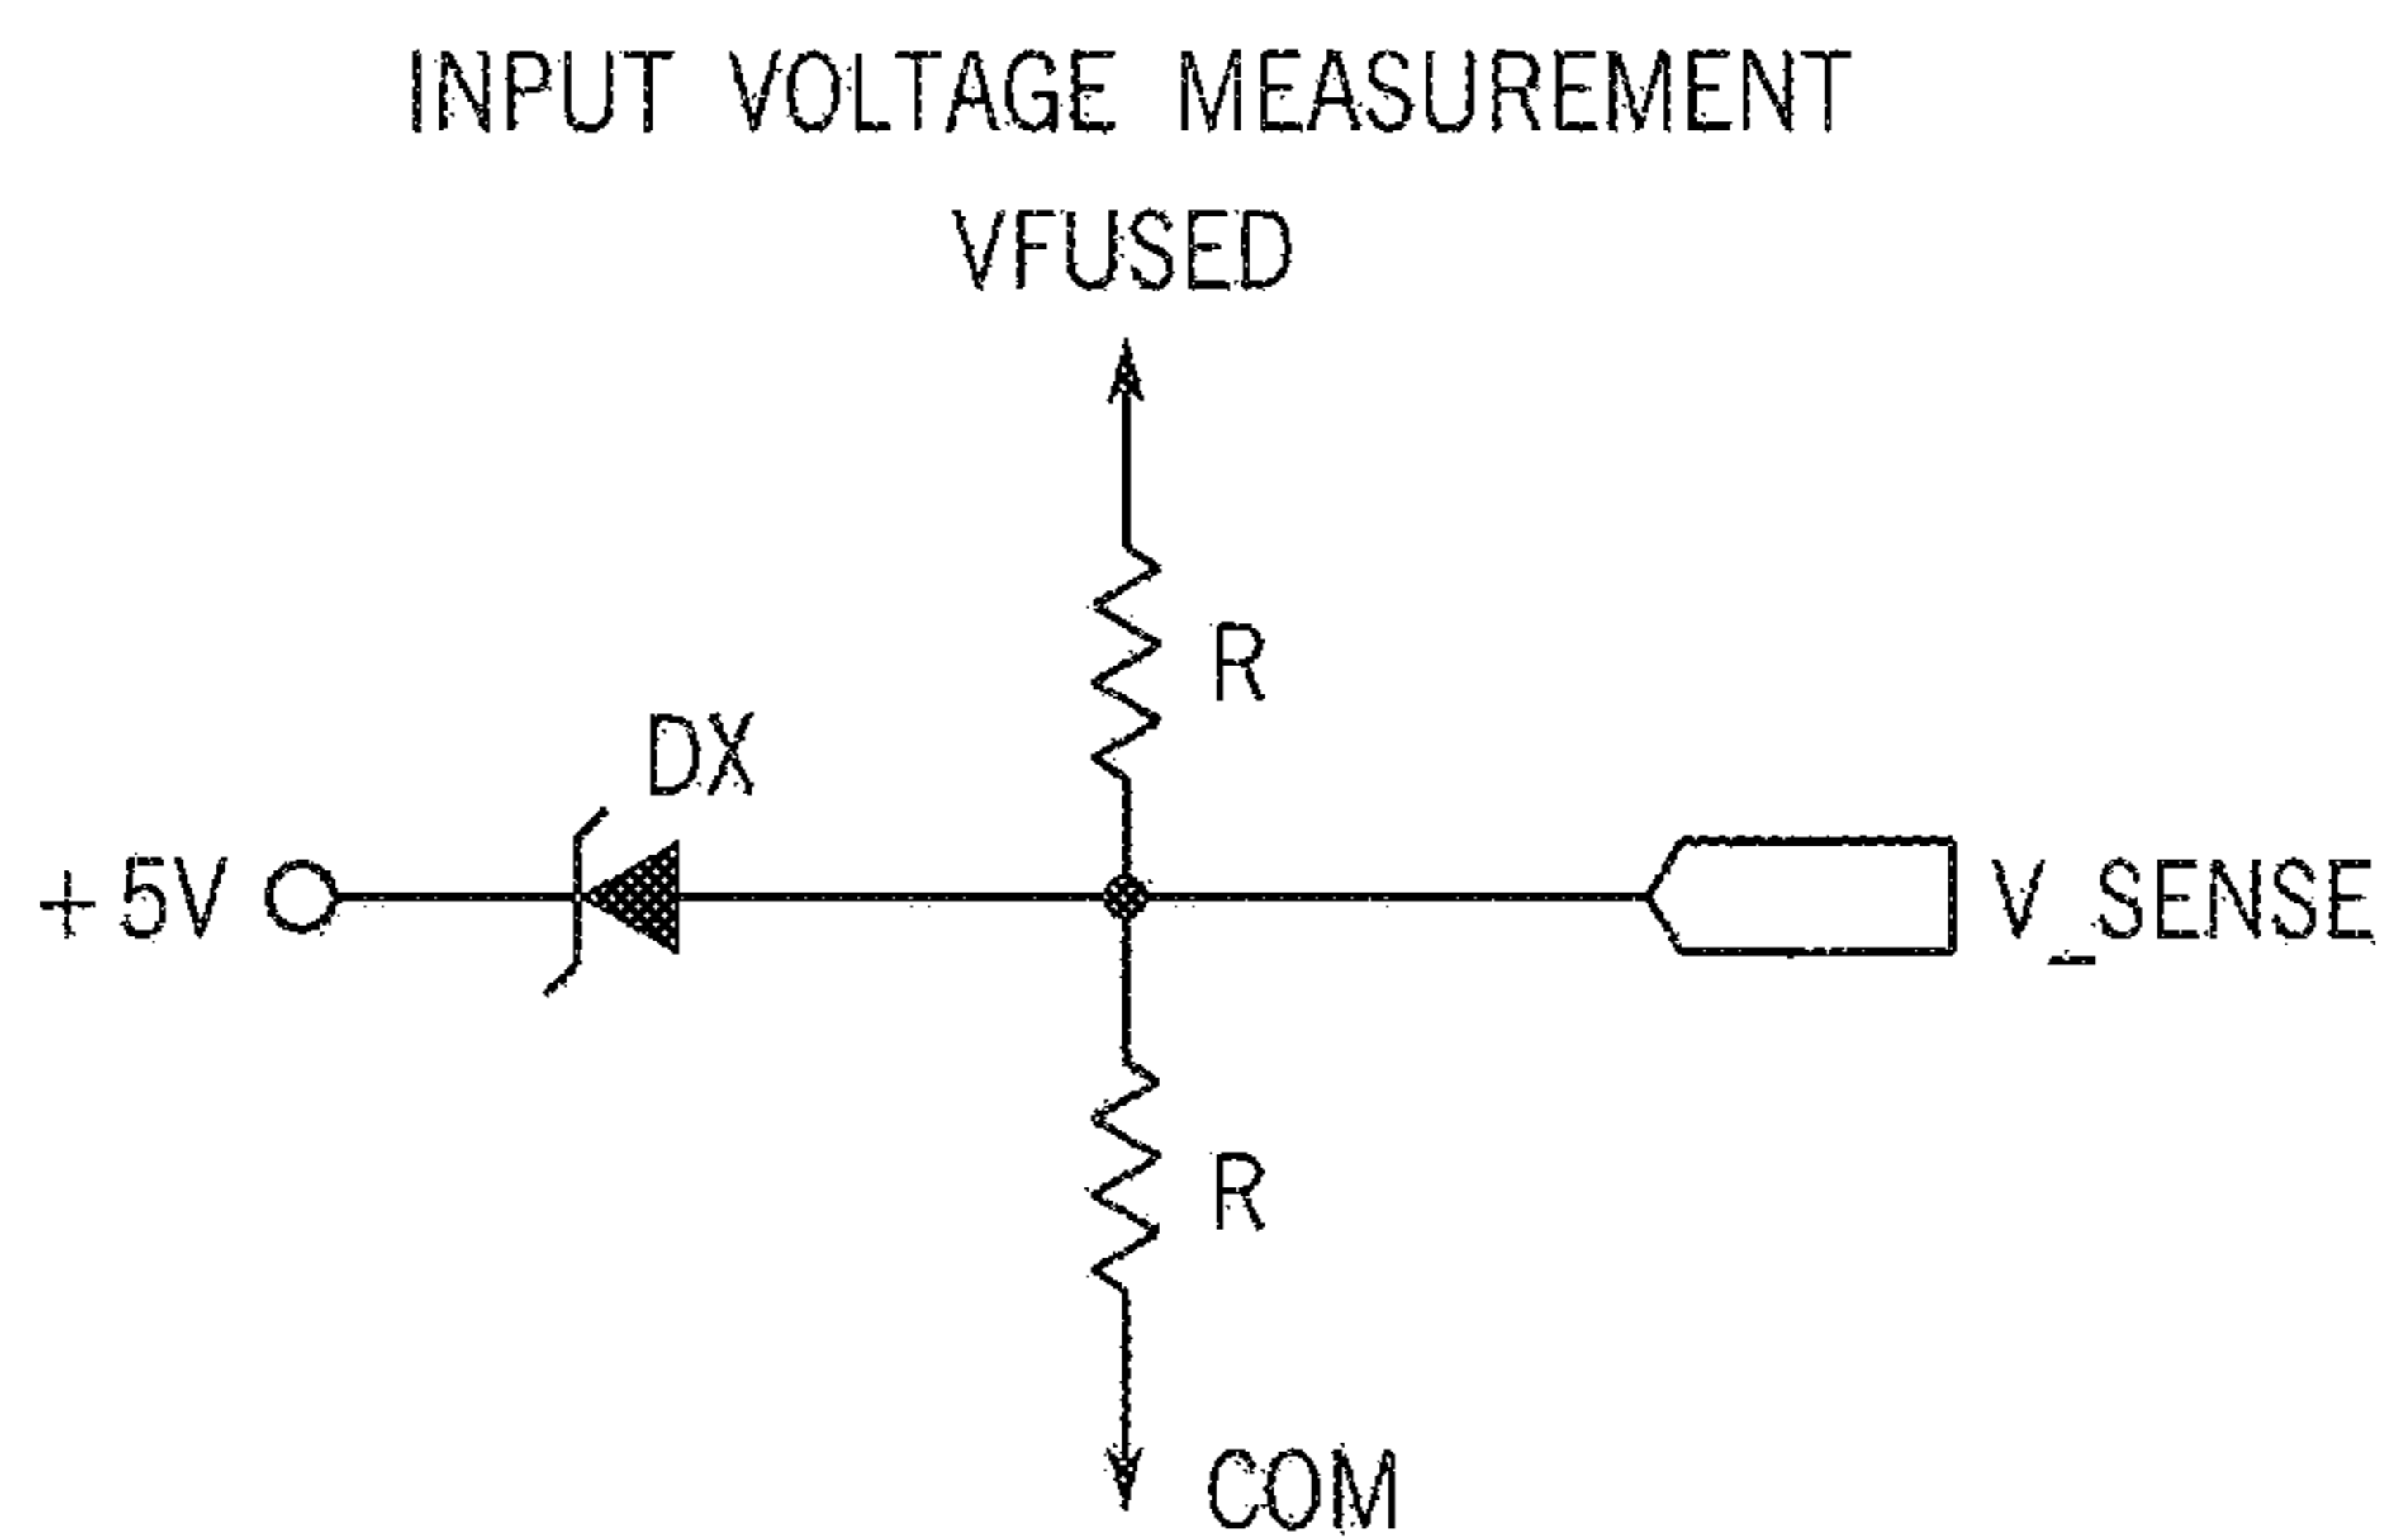 INPUT VOLTAGE MEASUREMENT
VFUSED
R
DX
+5V
V_SENSE
R
COM